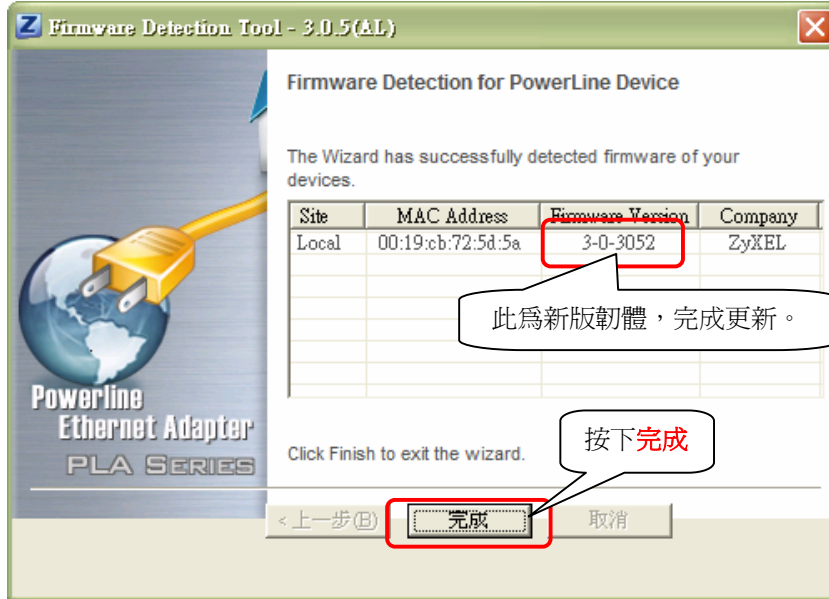 Firmware Detection Tool - 3.0.5(AL)
Firmware Detection for PowerLine Device
The Wizard has successfully detected firmware of your
devices.
Site MAC Address Firmware Version Company
Local 00:19:cb:72:5d:5a 3-0-3052 ZyXEL
此為新版韌體，完成更新。
Powerline
Ethernet Adapter
PLA SERIES
按下完成
Click Finish to exit the wizard.
<上一步(B) 完成 取消